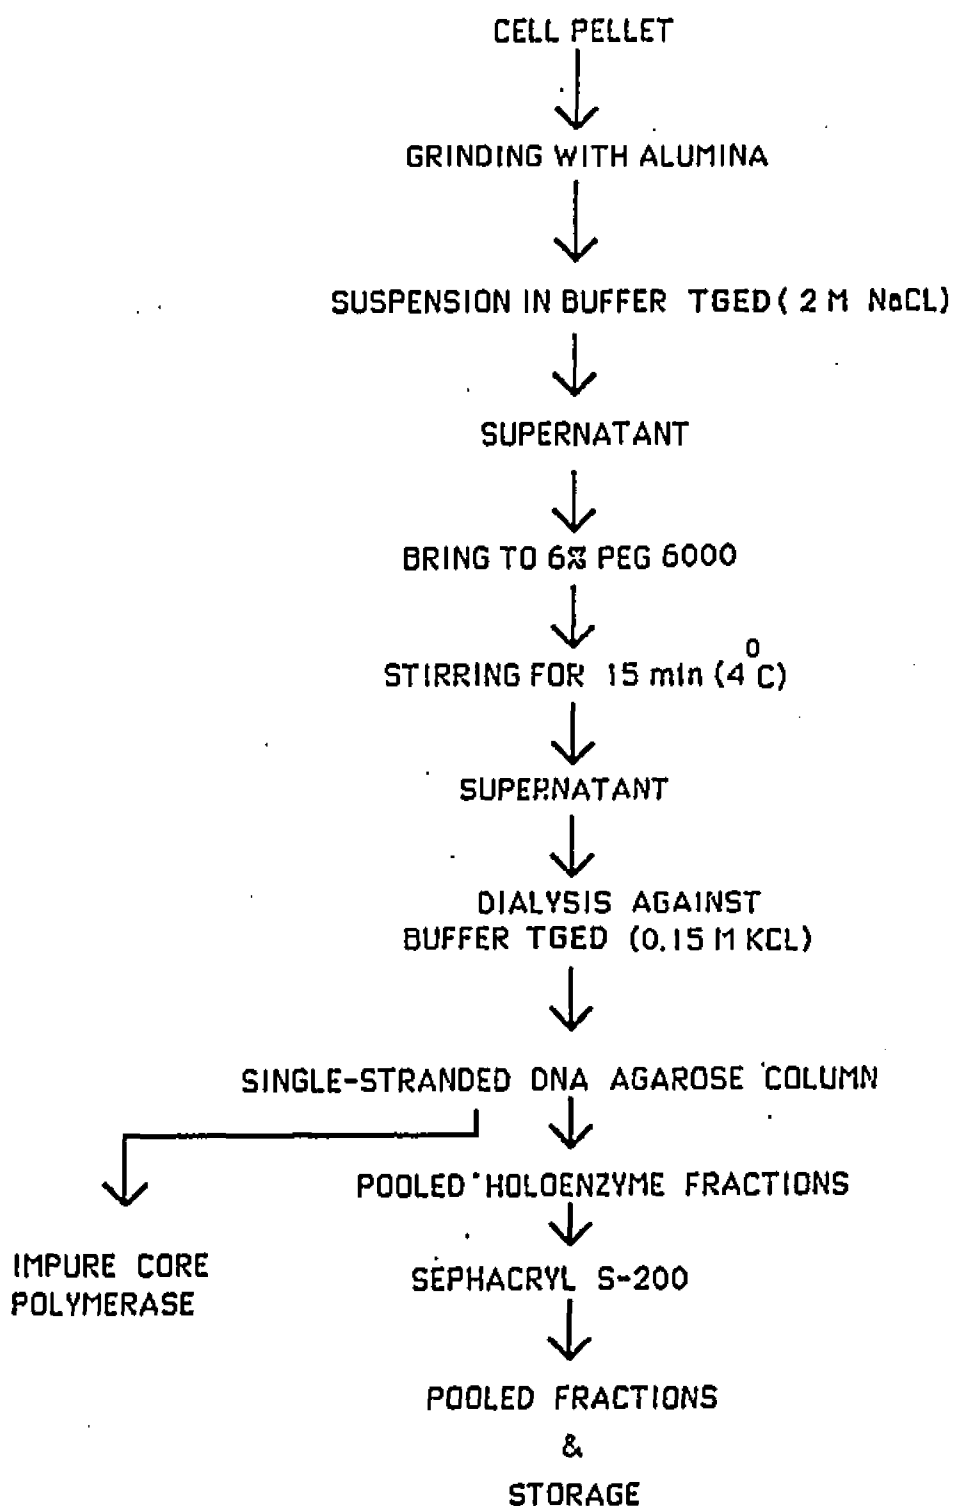 CELL PELLET
GRINDING WITH ALUMINA
SUSPENSION IN BUFFER TGED ( 2 M NaCL)
SUPERNATANT
BRING TO 6% PEG 6000
STIRRING FOR 15 min (4°C)
SUPERNATANT
DIALYSIS AGAINST
BUFFER TGED (0.15 M KCL)
SINGLE-STRANDED DNA AGAROSE COLUMN
POOLED HOLOENZYME FRACTIONS
IMPURE CORE
POLYMERASE
SEPHACRYL S-200
POOLED FRACTIONS
&
STORAGE